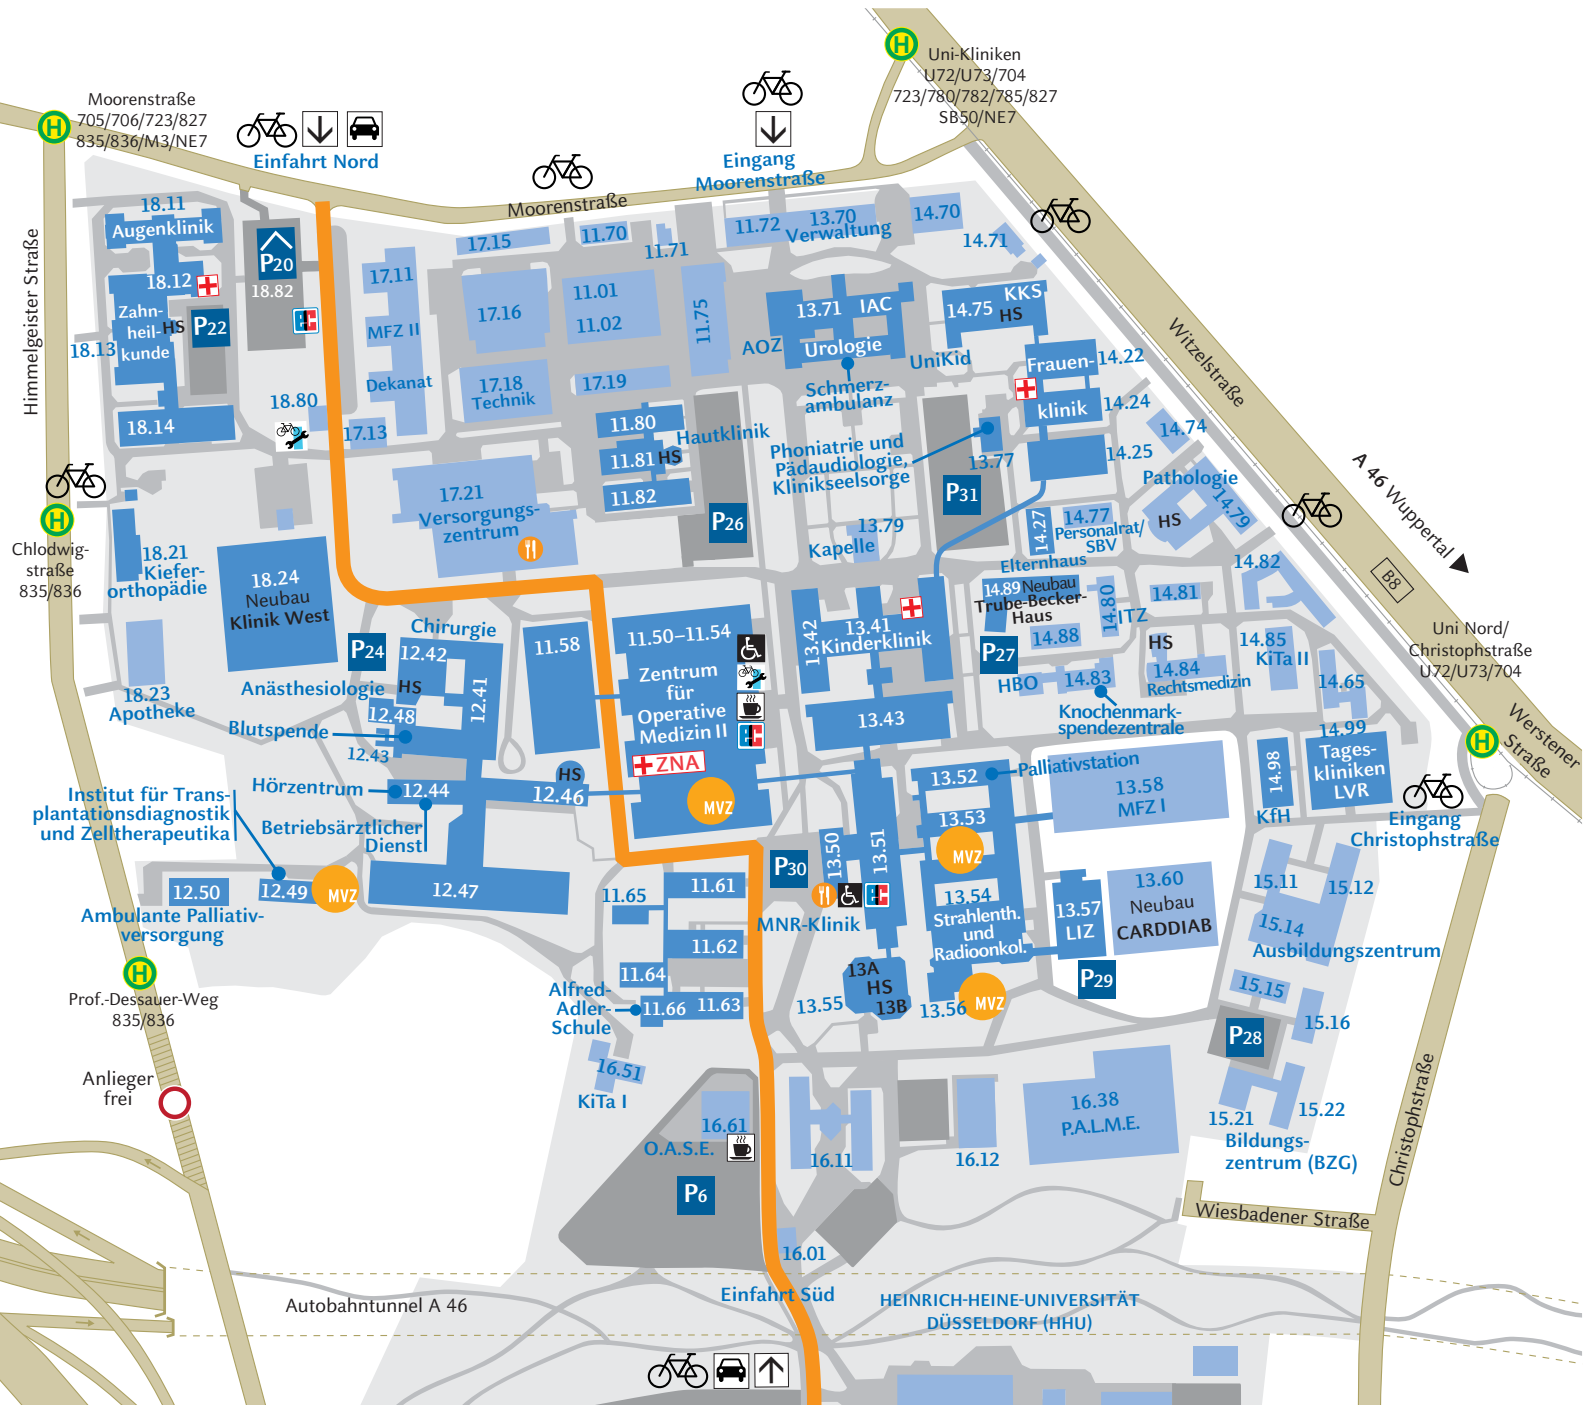 H
Uni-Kliniken
U72/U73/704
723/780/782/785/827
SB50/NE7
H
Moorenstraße
705/706/723/827
835/836/M3/NE7
Einfahrt Nord
Eingang
Moorenstraße
Moorenstraße
Himmelgeister Straße
Witzelstraße
A 46 Wuppertal
B8
18.11
Augenklinik
18.12
Zahn-
heil-
kunde
HS
18.13
18.14
P20
18.82
P22
18.80
17.11
MFZ II
Dekanat
17.13
17.15
17.16
17.18
Technik
17.19
11.70
11.71
11.01
11.02
11.75
11.72
13.70
Verwaltung
14.70
14.71
13.71
IAC
Urologie
AOZ
Schmerz-
ambulanz
UniKid
14.75
KKS
HS
Frauen-
klinik
14.22
14.24
14.25
14.74
Pathologie
HS
14.79
11.80
11.81
HS
11.82
Hautklinik
P26
Phoniatrie und
Pädaudiologie,
Klinikseelsorge
13.77
P31
13.79
Kapelle
14.27
Elternhaus
14.77
Personalrat/
SBV
14.82
17.21
Versorgungs-
zentrum
H
Chlodwig-
straße
835/836
18.21
Kiefer-
orthopädie
18.24
Neubau
Klinik West
18.23
Apotheke
P24
Chirurgie
12.42
HS
12.41
Anästhesiologie
12.48
Blutspende
12.43
Hörzentrum
12.44
HS
12.46
Betriebsärztlicher
Dienst
Institut für Trans-
plantationsdiagnostik
und Zelltherapeutika
12.50
12.49
MVZ
12.47
Ambulante Palliativ-
versorgung
11.58
11.50–11.54
Zentrum
für
Operative
Medizin II
ZNA
MVZ
13.42
13.41
Kinderklinik
13.43
14.89 Neubau
Trube-Becker-
Haus
14.80
ITZ
14.88
P27
HBO
14.83
Knochenmark-
spendezentrale
14.81
HS
14.84
Rechtsmedizin
14.85
KiTa II
14.65
14.99
Tages-
kliniken
LVR
14.98
KfH
Uni Nord/
Christophstraße
U72/U73/704
H
Werstener
Straße
Eingang
Christophstraße
13.52
Palliativstation
13.53
MVZ
13.54
Strahlenth.
und
Radioonkol.
13.58
MFZ I
13.50
13.51
P30
MNR-Klinik
13A
HS
13B
13.55
13.56
MVZ
13.57
LIZ
13.60
Neubau
CARDDIAB
P29
11.65
11.61
11.62
11.64
11.66
11.63
Alfred-
Adler-
Schule
16.51
KiTa I
15.11
15.12
15.14
Ausbildungszentrum
15.15
15.16
P28
15.21
15.22
Bildungs-
zentrum (BZG)
H
Prof.-Dessauer-Weg
835/836
Anlieger
frei
16.61
O.A.S.E.
P6
16.11
16.12
16.38
P.A.L.M.E.
16.01
Christophstraße
Wiesbadener Straße
Einfahrt Süd
Autobahntunnel A 46
HEINRICH-HEINE-UNIVERSITÄT
DÜSSELDORF (HHU)